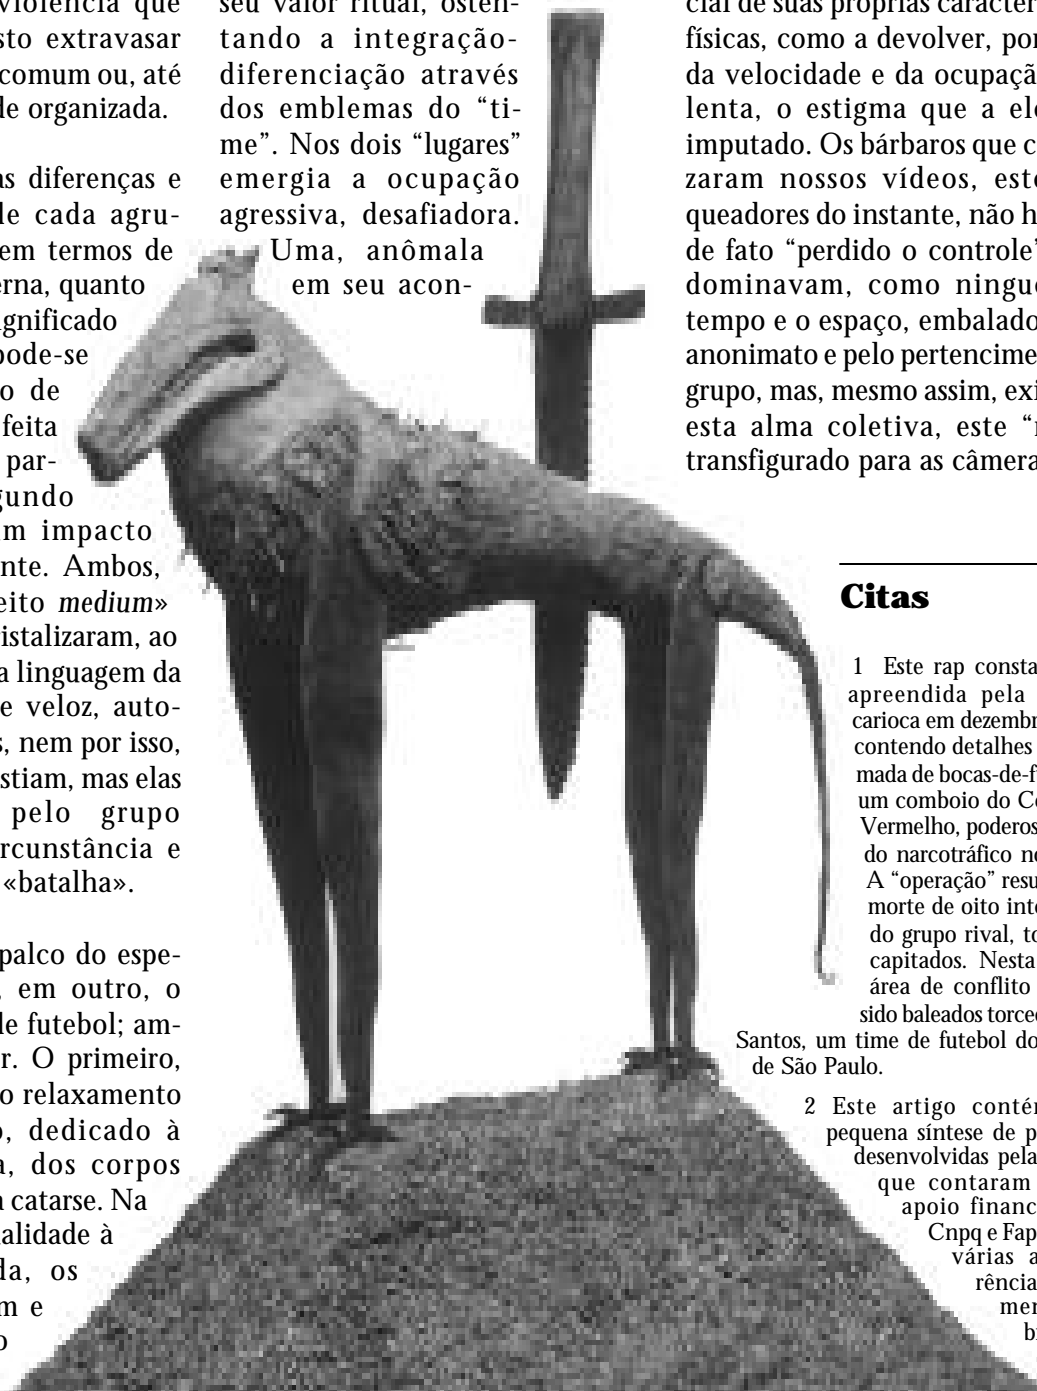 violência que
sto extravasar
comum ou, até
de organizada.
as diferenças e
de cada agru-
em termos de
erna, quanto
gnificado
pode-se
o de
feita
par-
gundo
m impacto
nte. Ambos,
eito medium»
istalizaram, ao
a linguagem da
e veloz, auto-
s, nem por isso,
stiam, mas elas
pelo grupo
rcunstância e
«batalha».
palco do espe-
, em outro, o
de futebol; am-
r. O primeiro,
o relaxamento
o, dedicado à
a, dos corpos
a catarse. Na
alidade à
da, os
m e
o
seu valor ritual, osten-
tando a integração-
diferenciação através
dos emblemas do “ti-
me”. Nos dois “lugares”
emergia a ocupação
agressiva, desafiadora.
Uma, anômala
em seu acon-
cial de suas próprias caracter
físicas, como a devolver, por
da velocidade e da ocupaçã
lenta, o estigma que a ele
imputado. Os bárbaros que c
zaram nossos vídeos, este
queadores do instante, não h
de fato “perdido o controle”
dominavam, como ningue
tempo e o espaço, embalado
anonimato e pelo pertencime
grupo, mas, mesmo assim, exi
esta alma coletiva, este “n
transfigurado para as câmera
Citas
1 Este rap consta
apreendida pela
carioca em dezembr
contendo detalhes
mada de bocas-de-f
um comboio do Co
Vermelho, poderos
do narcotráfico no
A “operação” resu
morte de oito inte
do grupo rival, to
capitados. Nesta
área de conflito
sido baleados torced
Santos, um time de futebol do
de São Paulo.
2 Este artigo contér
pequena síntese de p
desenvolvidas pela
que contaram
apoio financ
Cnpq e Fap
várias a
rência
mer
b